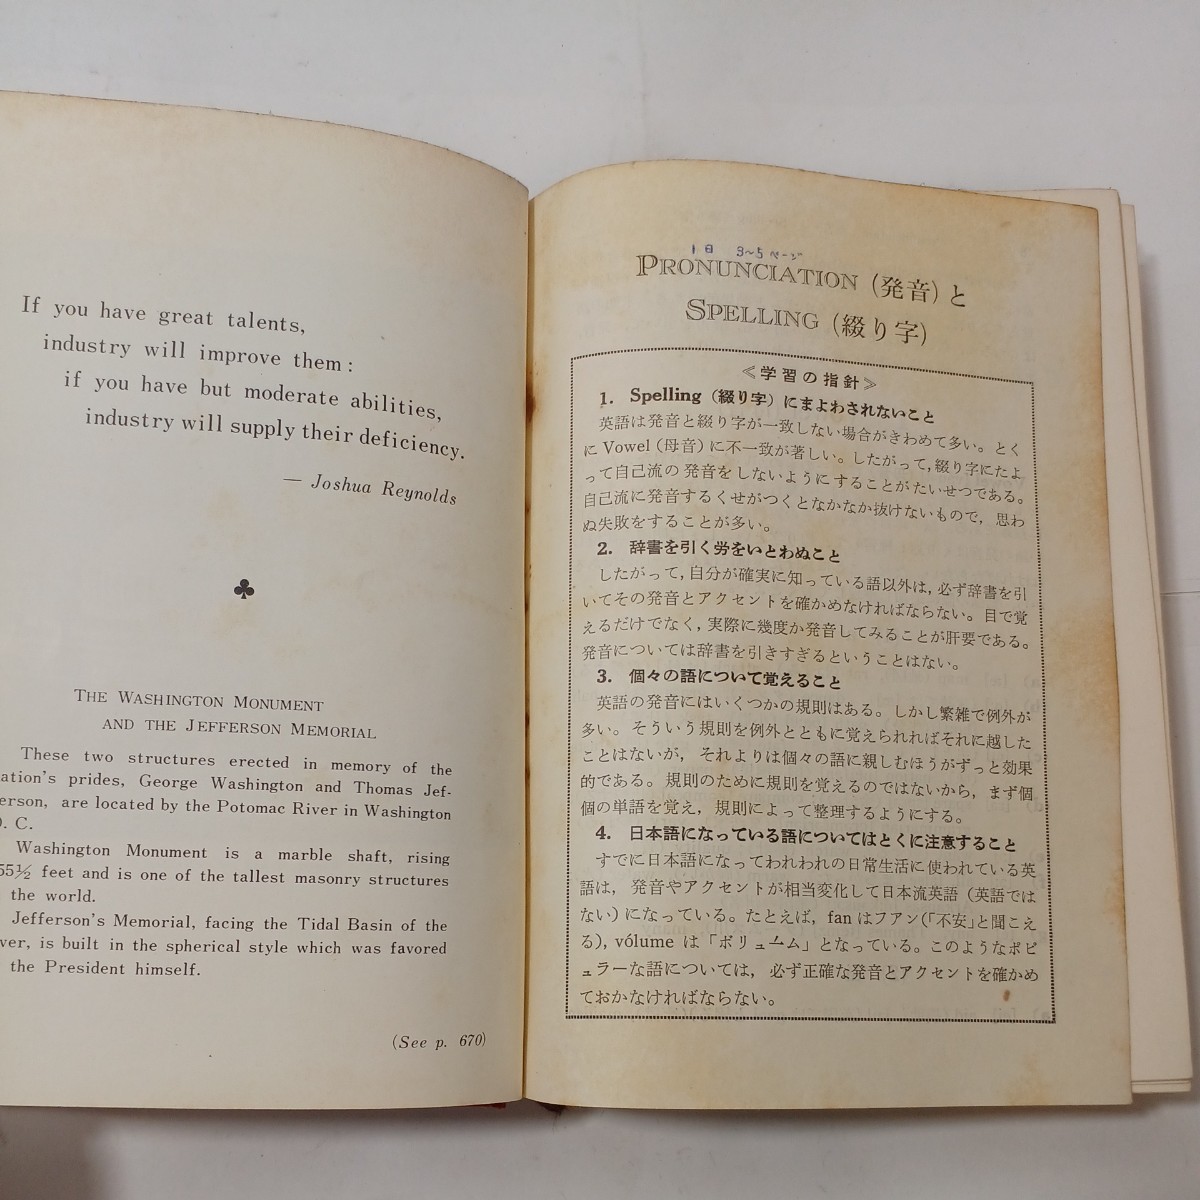 If you have great talents,
industry will improve them:
if you have but moderate abilities,
industry will supply their deficiency.
— Joshua Reynolds
♣
THE WASHINGTON MONUMENT
AND THE JEFFERSON MEMORIAL
These two structures erected in memory of the
ation's prides, George Washington and Thomas Jef-
erson, are located by the Potomac River in Washington
. C.
Washington Monument is a marble shaft, rising
55½ feet and is one of the tallest masonry structures
the world.
Jefferson's Memorial, facing the Tidal Basin of the
ver, is built in the spherical style which was favored
the President himself.
(See p. 670)
1日 3~5ページ
PRONUNCIATION (発音)と
SPELLING (綴り字)
≪学習の指針≫
1. Spelling (綴り字) にまよわされないこと
英語は発音と綴り字が一致しない場合がきわめて多い。とく
に Vowel (母音) に不一致が著しい。したがって, 綴り字にたよ
って自己流の発音をしないようにすることがたいせつである。
自己流に発音するくせがつくとなかなか抜けないもので, 思わ
ぬ失敗をすることが多い。
2. 辞書を引く労をいとわぬこと
したがって, 自分が確実に知っている語以外は, 必ず辞書を引
いてその発音とアクセントを確かめなければならない。目で覚
えるだけでなく, 実際に幾度か発音してみることが肝要である。
発音については辞書を引きすぎるということはない。
3. 個々の語について覚えること
英語の発音にはいくつかの規則はある。しかし繁雑で例外が
多い。そういう規則を例外とともに覚えられればそれに越した
ことはないが, それよりは個々の語に親しむほうがずっと効果
的である。規則のために規則を覚えるのではないから, まず個
個の単語を覚え, 規則によって整理するようにする。
4. 日本語になっている語についてはとくに注意すること
すでに日本語になってわれわれの日常生活に使われている英
語は, 発音やアクセントが相当変化して日本流英語 (英語では
ない) になっている。たとえば, fan はフアン(「不安」と聞こえ
る), vólume は「ボリューム」となっている。このようなポピ
ュラーな語については, 必ず正確な発音とアクセントを確かめ
ておかなければならない。